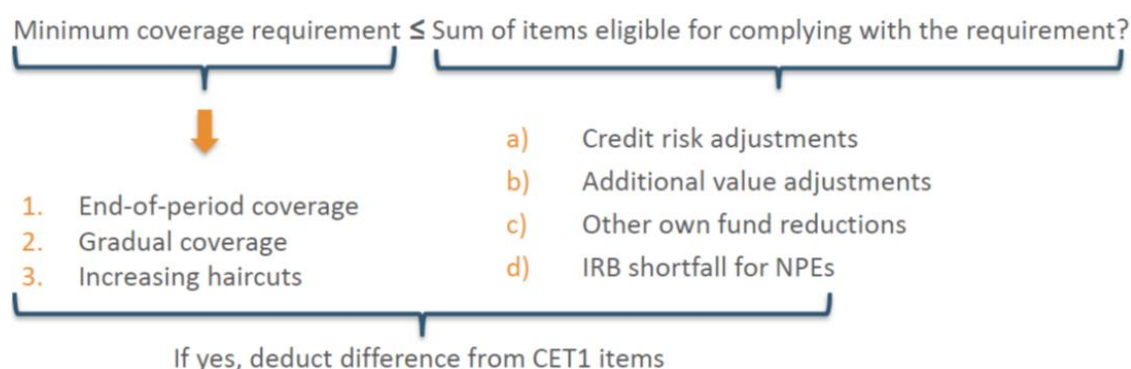 Minimum coverage requirement ≤ Sum of items eligible for complying with the requirement?
1. End-of-period coverage
2. Gradual coverage
3. Increasing haircuts
a) Credit risk adjustments
b) Additional value adjustments
c) Other own fund reductions
d) IRB shortfall for NPEs
If yes, deduct difference from CET1 items